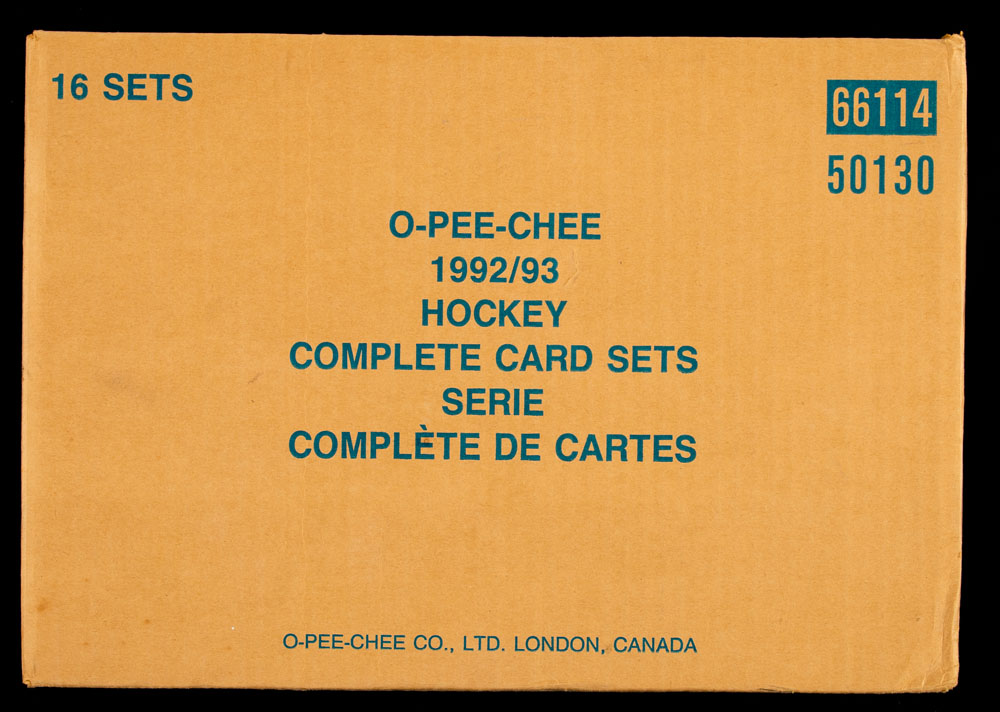 16 SETS
66114
50130
O-PEE-CHEE
1992/93
HOCKEY
COMPLETE CARD SETS
SERIE
COMPLÈTE DE CARTES
O-PEE-CHEE CO., LTD. LONDON, CANADA